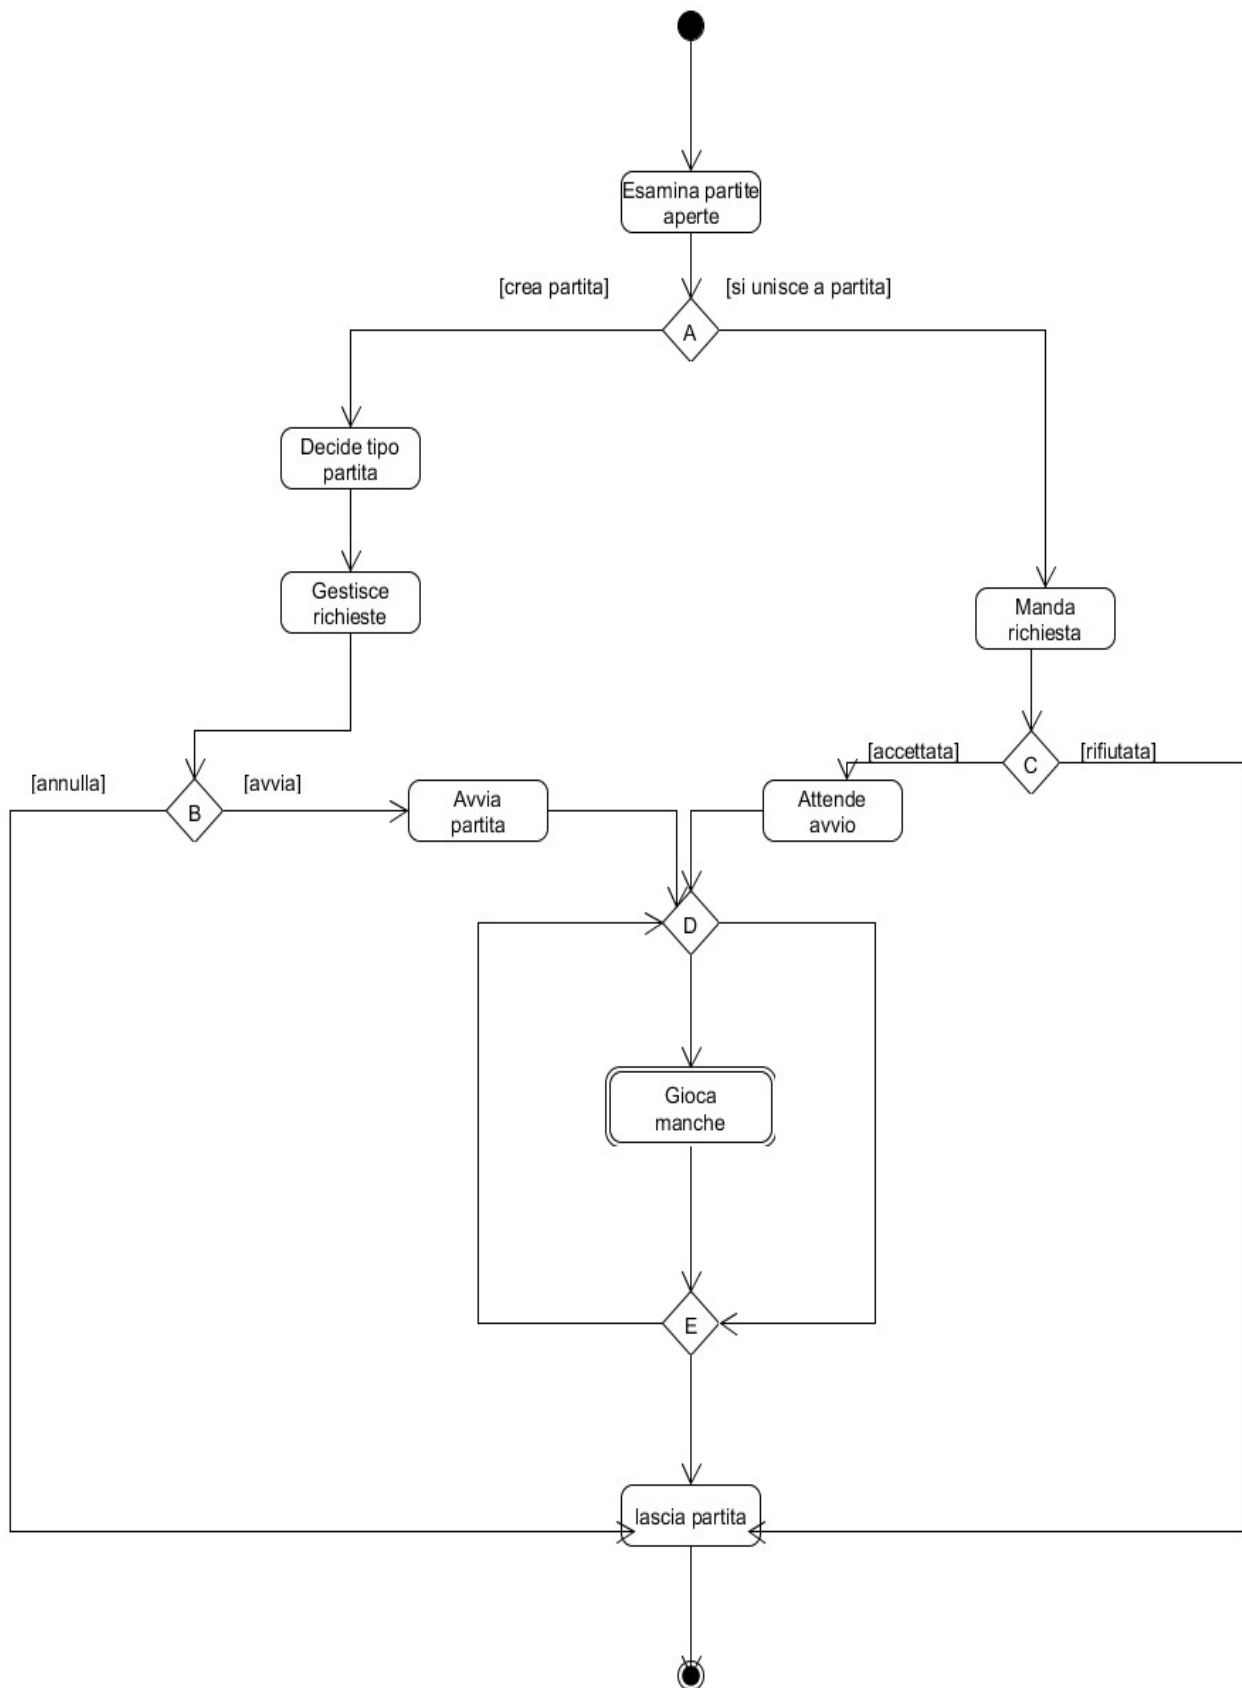 Esamina partite
aperte
[crea partita]
[si unisce a partita]
A
Decide tipo
partita
Gestisce
richieste
Manda
richiesta
[accettata]
C
[rifiutata]
[annulla]
B
[avvia]
Avvia
partita
Attende
avvio
D
Gioca
manche
E
lascia partita